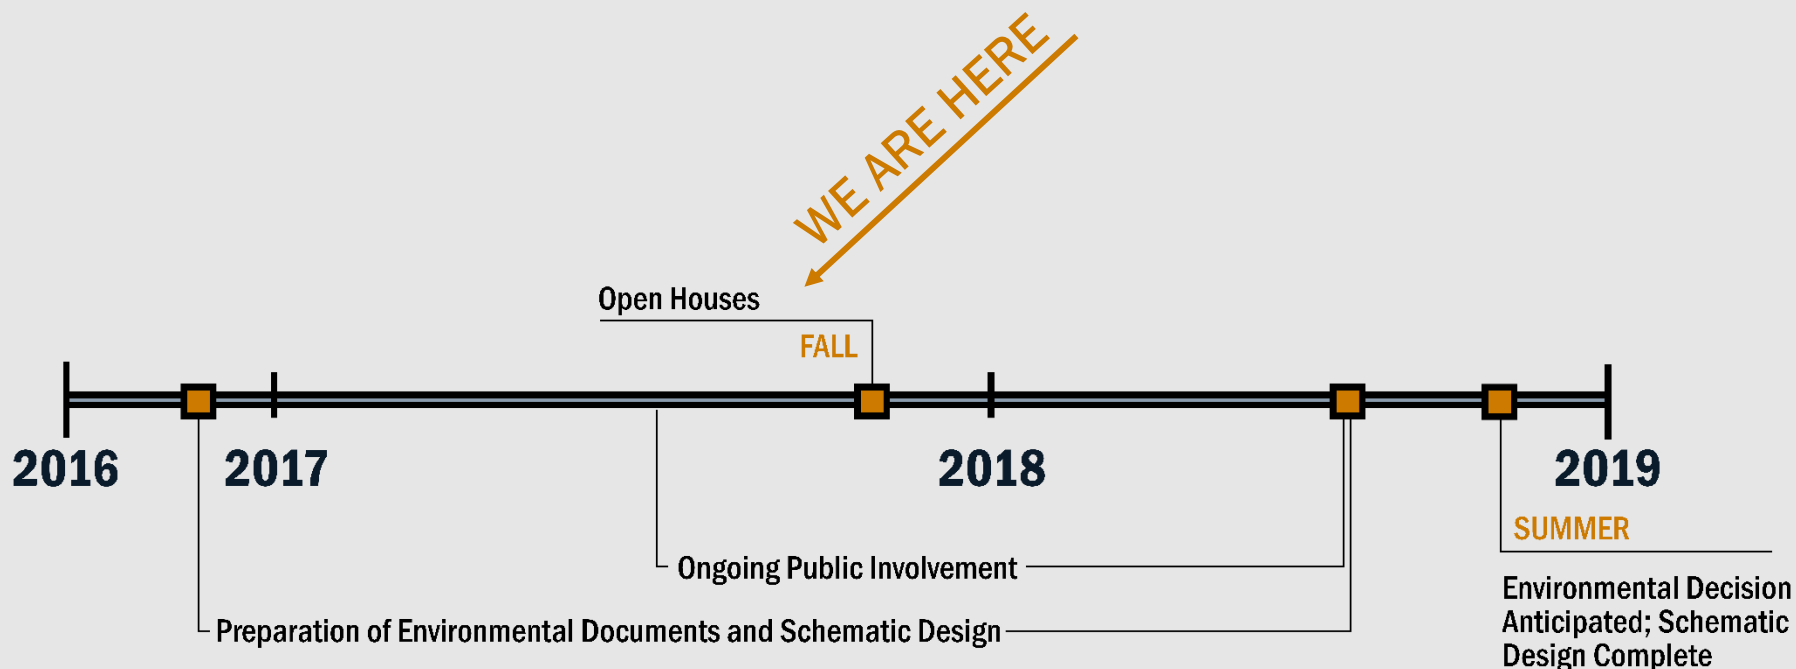 WE ARE HERE
Open Houses
FALL
2016
2017
2018
2019
SUMMER
Ongoing Public Involvement
Environmental Decision
Anticipated; Schematic
Design Complete
Preparation of Environmental Documents and Schematic Design